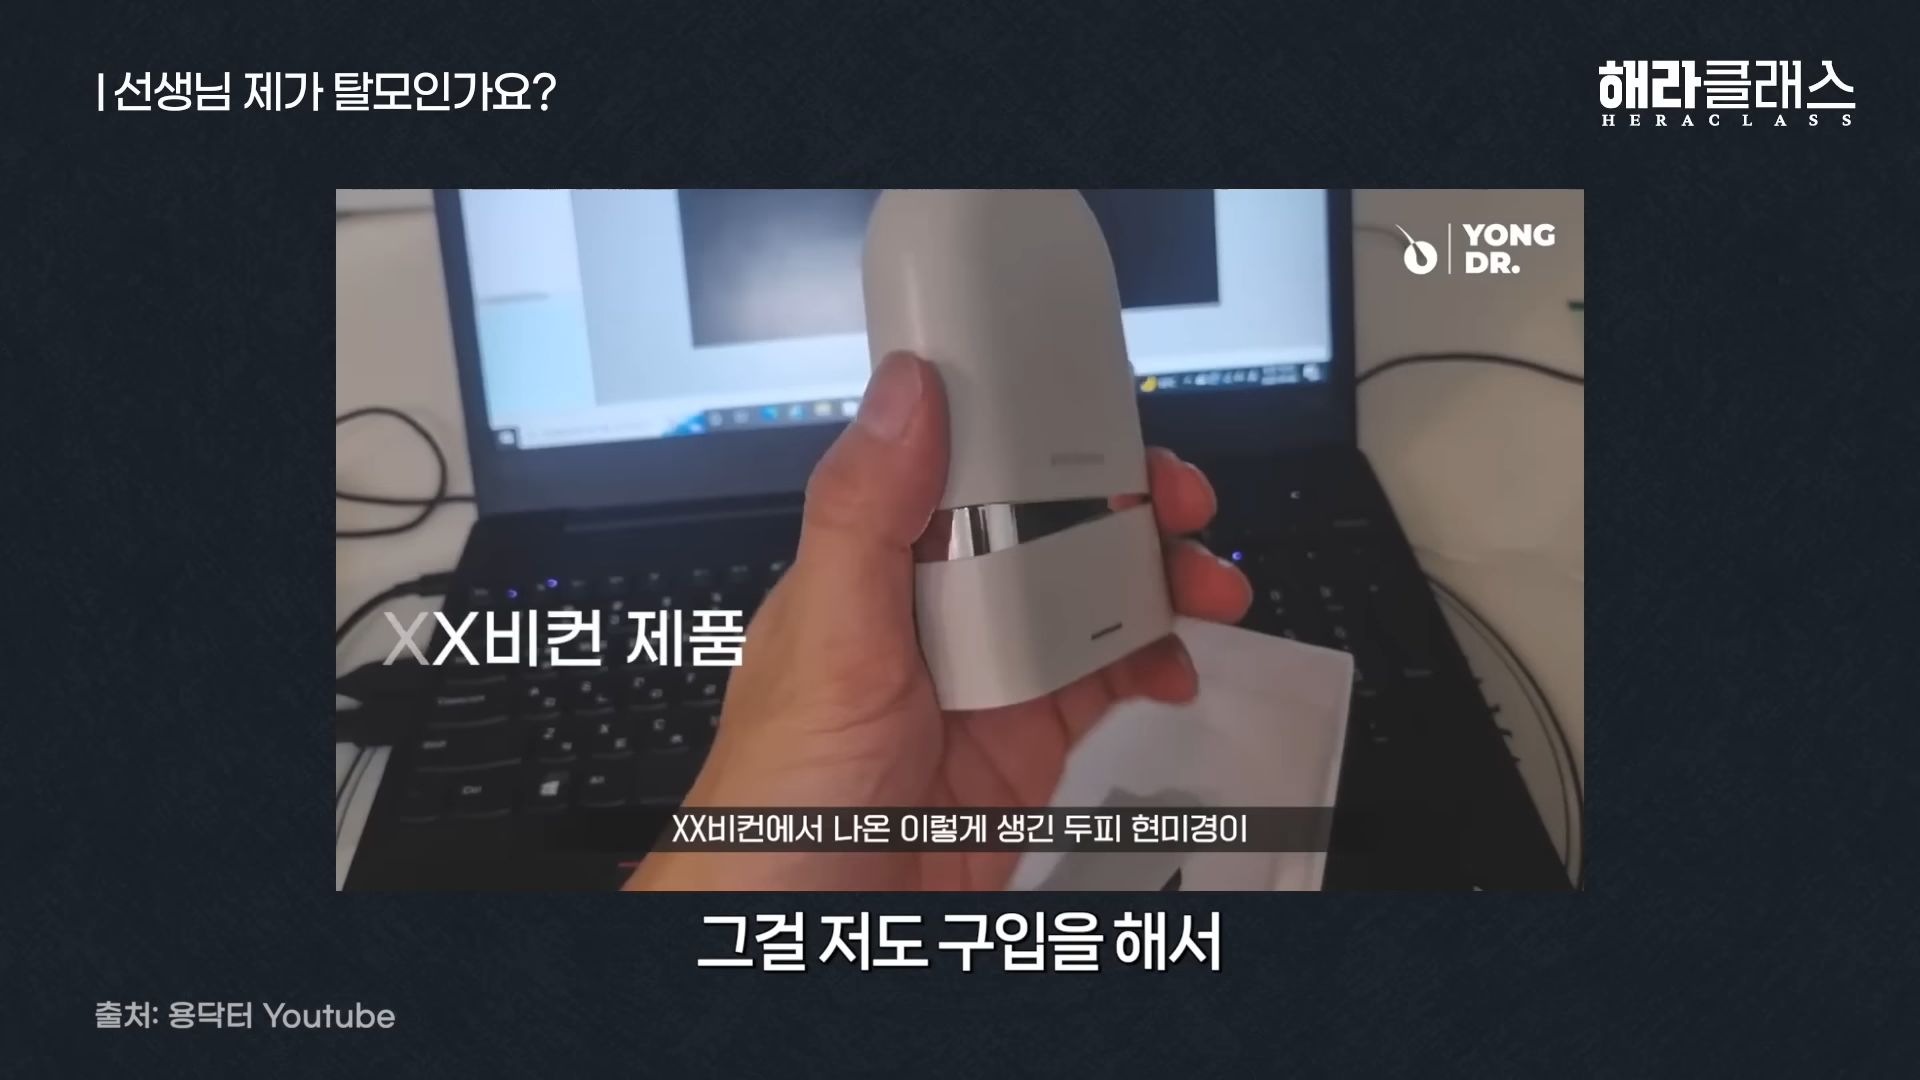 | 선생님 제가 탈모인가요?
해라클래스
HERACLASS
YONG
DR.
XX비컨 제품
XX비컨에서 나온 이렇게 생긴 두피 현미경이
그걸 저도 구입을 해서
출처: 용닥터 Youtube